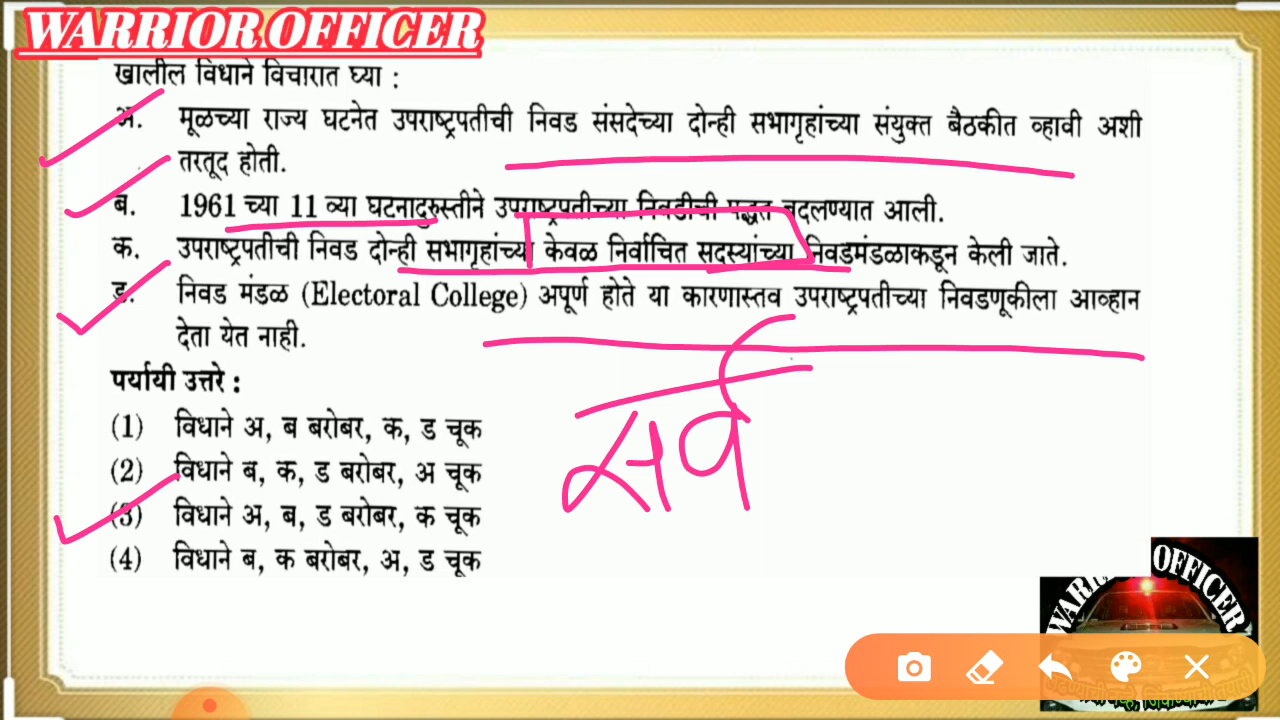 WARRIOR OFFICER
खालील विधाने विचारात घ्या :
अ. मूळच्या राज्य घटनेत उपराष्ट्रपतीची निवड संसदेच्या दोन्ही सभागृहांच्या संयुक्त बैठकीत व्हावी अशी
तरतूद होती.
ब. 1961 च्या 11 व्या घटनादुरुस्तीने उपराष्ट्रपतीच्या निवडीची पद्धत बदलण्यात आली.
क. उपराष्ट्रपतीची निवड दोन्ही सभागृहांच्या केवळ निर्वाचित सदस्यांच्या निवडमंडळाकडून केली जाते.
ड. निवड मंडळ (Electoral College) अपूर्ण होते या कारणास्तव उपराष्ट्रपतीच्या निवडणूकीला आव्हान
देता येत नाही.
पर्यायी उत्तरे :
(1) विधाने अ, ब बरोबर, क, ड चूक
(2) विधाने ब, क, ड बरोबर, अ चूक
(3) विधाने अ, ब, ड बरोबर, क चूक
(4) विधाने ब, क बरोबर, अ, ड चूक
सर्व
OFFICER